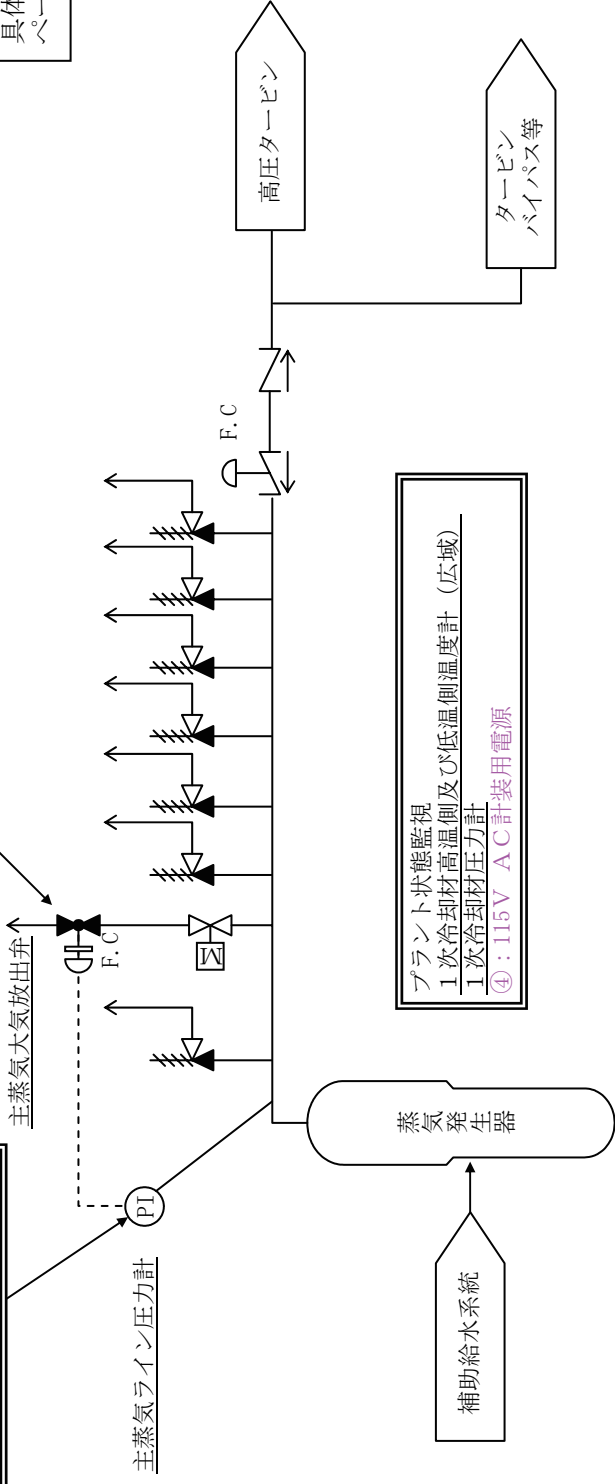 具体
ペー
主蒸気大気放出弁
F.C
M
PI
主蒸気ライン圧力計
F.C
高圧タービン
タービン
バイパス等
蒸気
発生
器
補助給水系統
プラント状態監視
1次冷却材高温側及び低温側温度計（広域）
1次冷却材圧力計
④：115V AC計装用電源